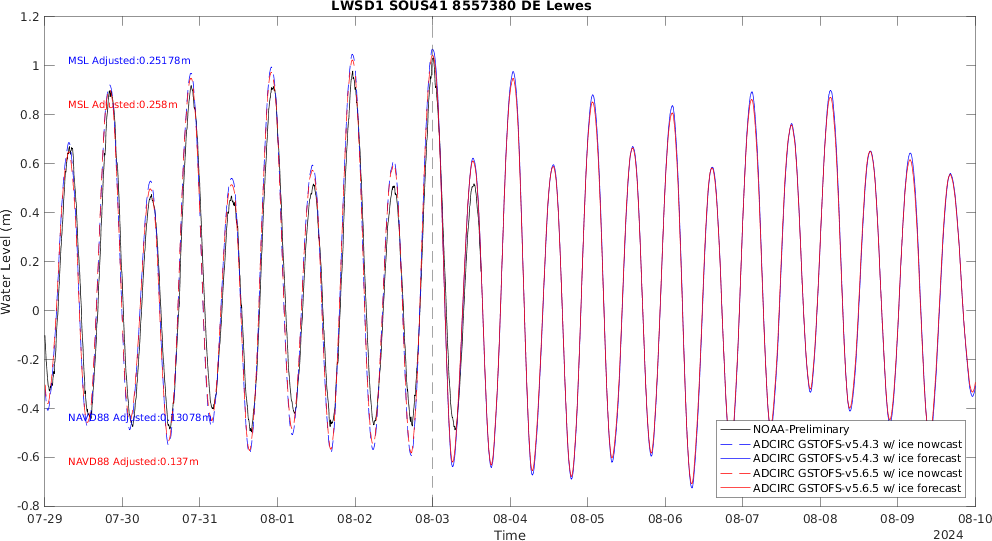 LWSD1 SOUS41 8557380 DE Lewes
1.2
1
0.8
0.6
0.4
0.2
0
-0.2
-0.4
-0.6
-0.8
Water Level (m)
MSL Adjusted:0.25178m
MSL Adjusted:0.258m
NAVD88 Adjusted:0.13078m
NAVD88 Adjusted:0.137m
NOAA-Preliminary
ADCIRC GSTOFS-v5.4.3 w/ ice nowcast
ADCIRC GSTOFS-v5.4.3 w/ ice forecast
ADCIRC GSTOFS-v5.6.5 w/ ice nowcast
ADCIRC GSTOFS-v5.6.5 w/ ice forecast
07-29 07-30 07-31 08-01 08-02 08-03 08-04 08-05 08-06 08-07 08-08 08-09 08-10
Time
2024